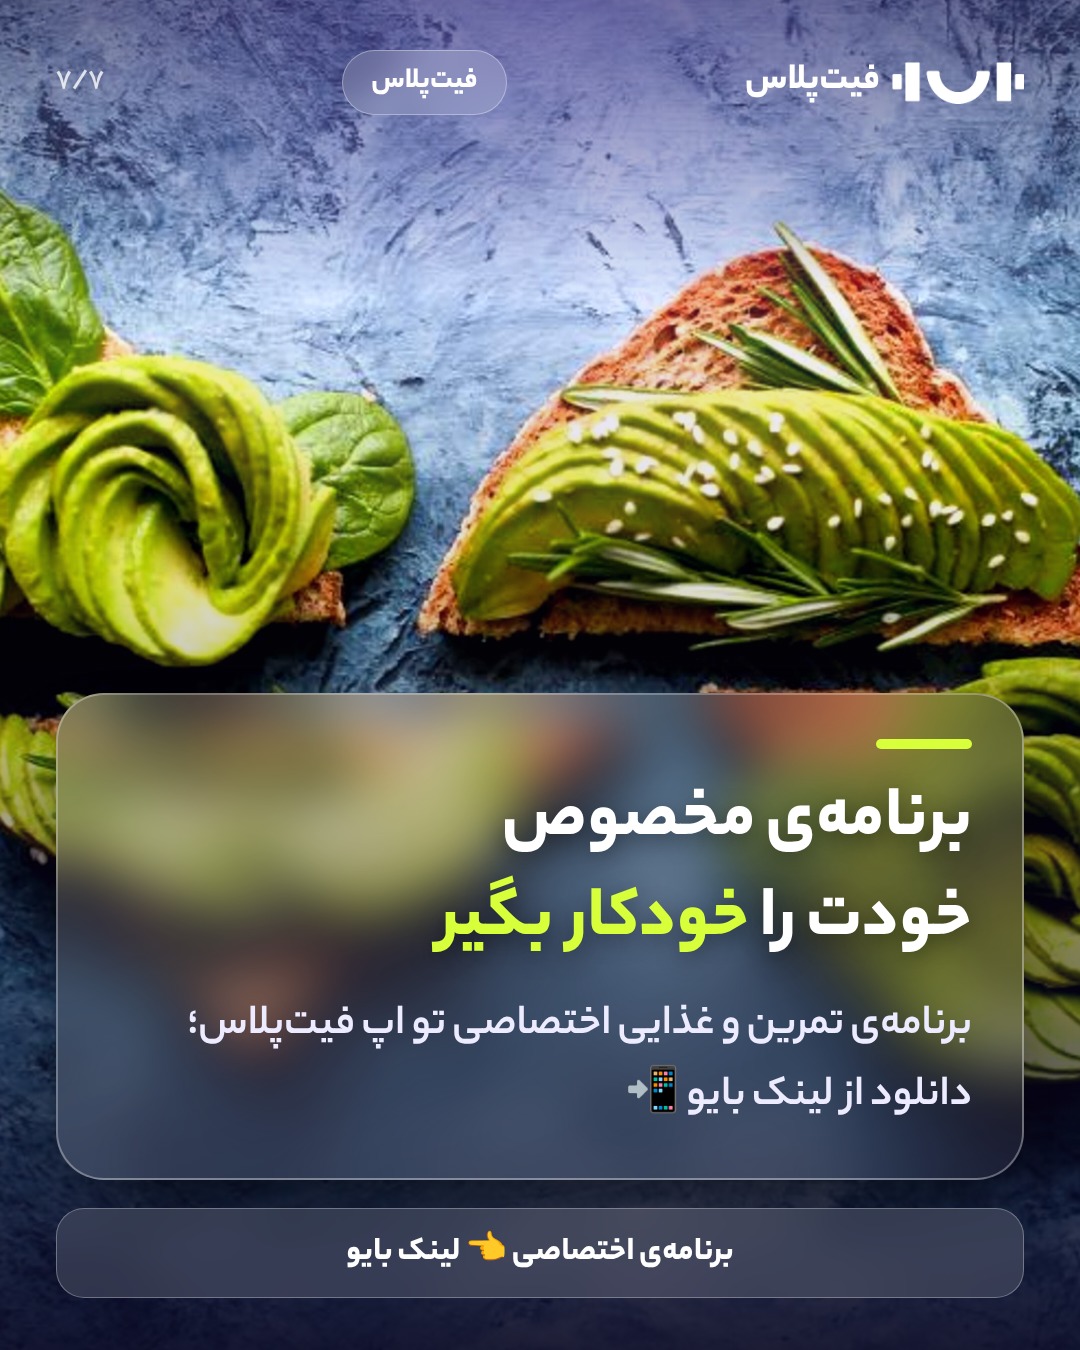 فیت‌پلاس
فیت‌پلاس
۷/۷
برنامه‌ی مخصوص
خودت را خودکار بگیر
برنامه‌ی تمرین و غذایی اختصاصی تو اپ فیت‌پلاس؛
دانلود از لینک بایو 📲
برنامه‌ی اختصاصی 👈 لینک بایو